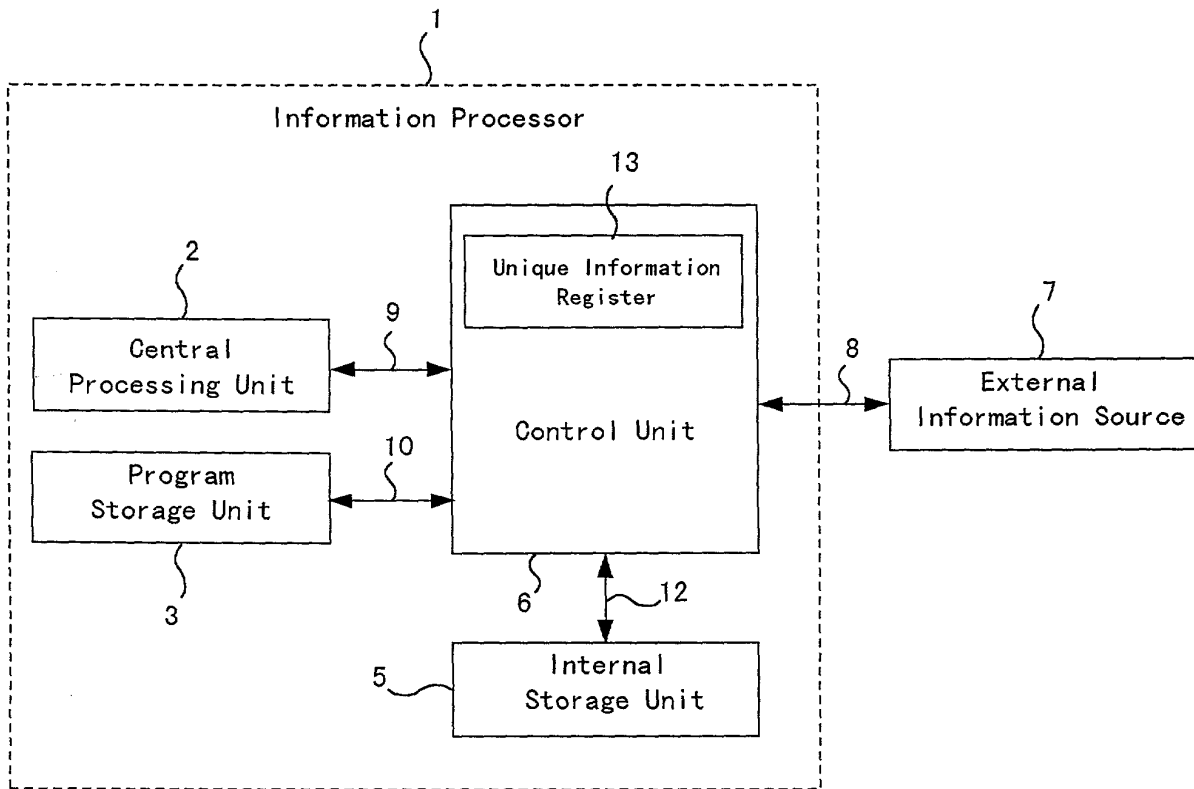 1
Information Processor
13
Unique Information
Register
2
Central
Processing Unit
9
Control Unit
8
7
External
Information Source
Program
Storage Unit
10
3
6
12
5
Internal
Storage Unit